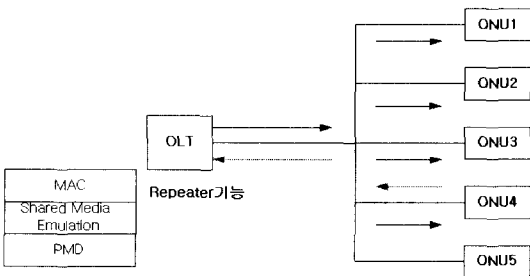 ONU1
ONU2
OLT
ONU3
Repeater기능
MAC
Shared Media
Emulation
PMD
ONU4
ONU5